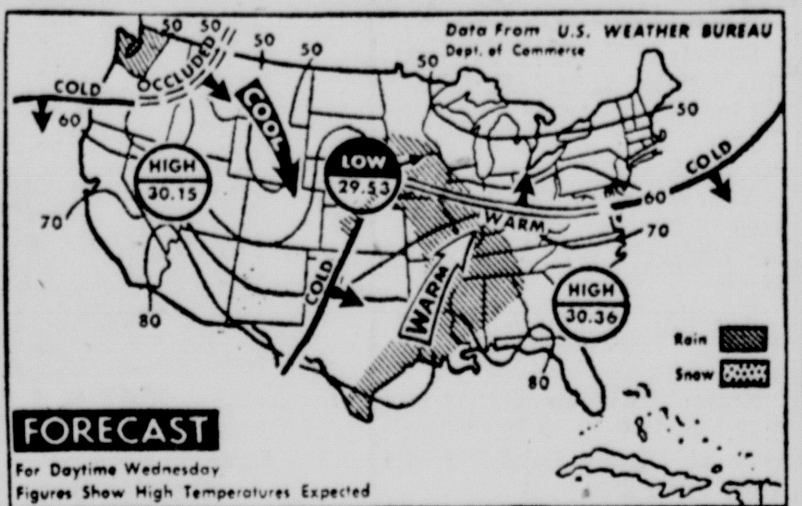 50 50 50 50
Data From U.S. WEATHER BUREAU
Dept. of Commerce
OCCLUDED
50
COLD
COOL
50
60
HIGH
30.15
LOW
29.53
COLD
60
WARM
70
70
COLD
WARM
HIGH
30.36
80
Rain
Snow
80
FORECAST
For Daytime Wednesday
Figures Show High Temperatures Expected